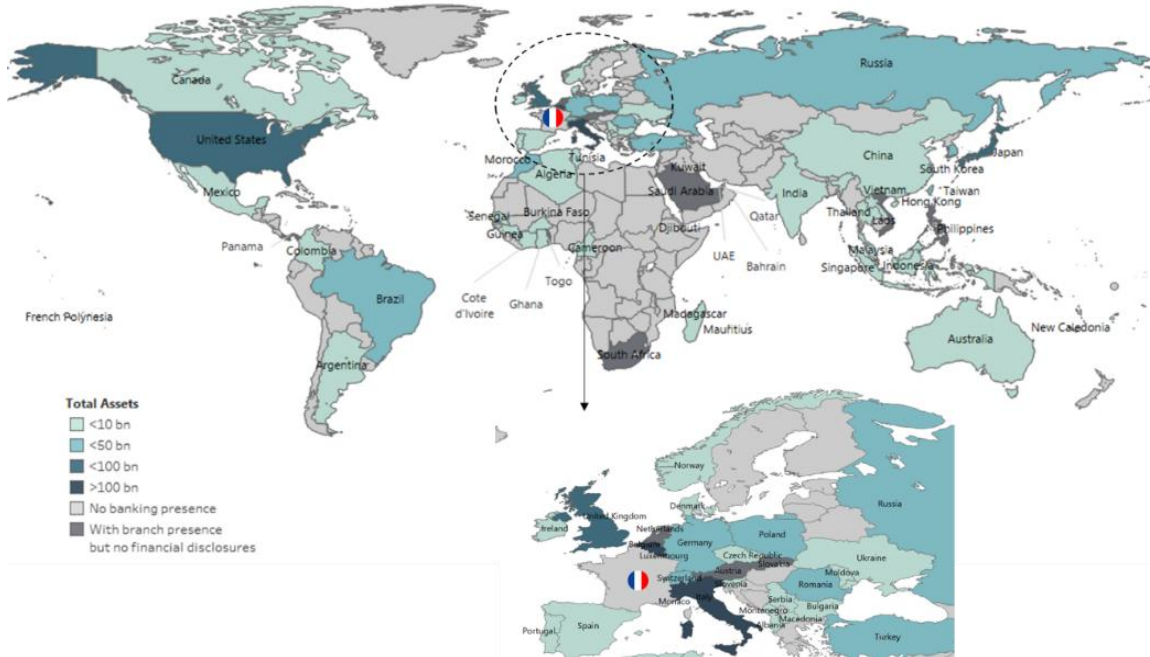 Russia
Canada
United States
Japan
China
South Korea
Morocco
Tunisia
Algeria
Kuwait
Mexico
Saudi Arabia
India
Vietnam
Taiwan
Hong Kong
Senegal
Burkina Faso
Qatar
Thailand
Laos
Guinea
Djibouti
Philippines
Panama
Colombia
Cameroon
UAE
Malaysia
Bahrain
Singapore
Indonesia
Togo
Brazil
Cote
d'Ivoire
Ghana
Madagascar
Mauritius
French Polynesia
New Caledonia
Australia
South Africa
Argentina
Total Assets
<10 bn
<50 bn
<100 bn
>100 bn
No banking presence
With branch presence
but no financial disclosures
Norway
Russia
Denmark
United Kingdom
Ireland
Netherlands
Poland
Germany
Belgium
Luxembourg
Czech Republic
Ukraine
Slovakia
Austria
Moldova
Switzerland
Slovenia
Romania
Italy
Monaco
Serbia
Montenegro
Bulgaria
Spain
Macedonia
Portugal
Albania
Turkey